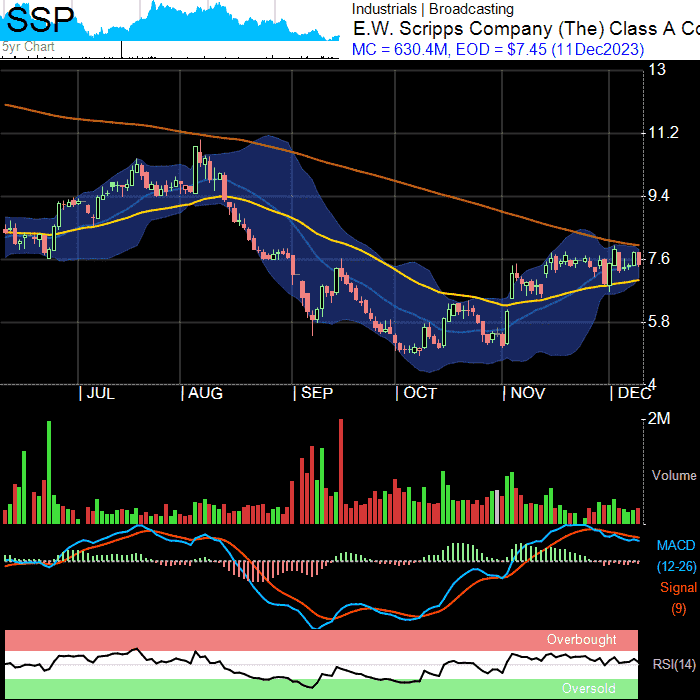 SSP
5yr Chart
Industrials | Broadcasting
E.W. Scripps Company (The) Class A Co
MC = 630.4M, EOD = $7.45 (11Dec2023)
13
11.2
9.4
7.6
5.8
4
| JUL
| AUG
| SEP
| OCT
| NOV
| DEC
2M
Volume
MACD
(12-26)
Signal
(9)
Overbought
RSI(14)
Oversold